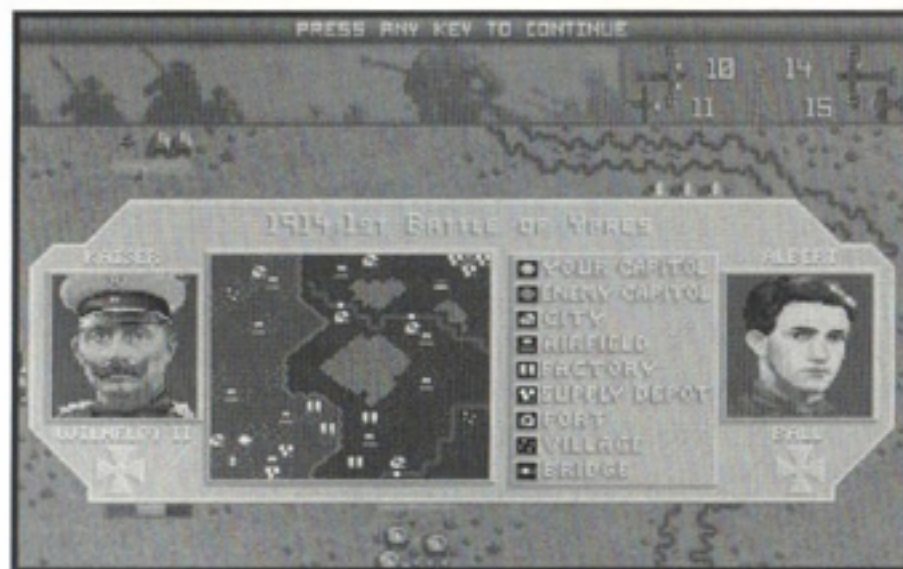 PRESS ANY KEY TO CONTINUE
10 14
11 15
1914 1ST BATTLE OF YPRES
KAISER
ALBERT
YOUR CAPITOL
ENEMY CAPITOL
CITY
AIRFIELD
FACTORY
SUPPLY DEPOT
FORT
VILLAGE
BRIDGE
WILHELM II
BALL